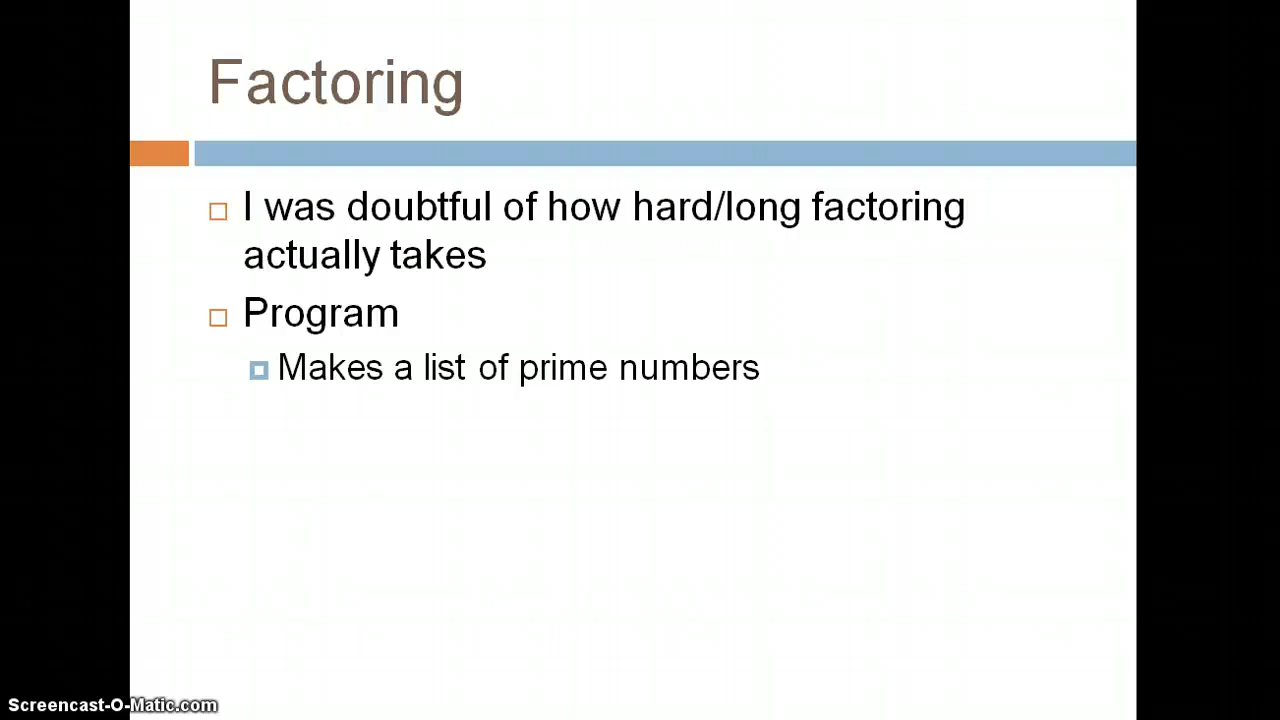 Factoring
I was doubtful of how hard/long factoring
actually takes
Program
Makes a list of prime numbers
Screencast-O-Matic.com